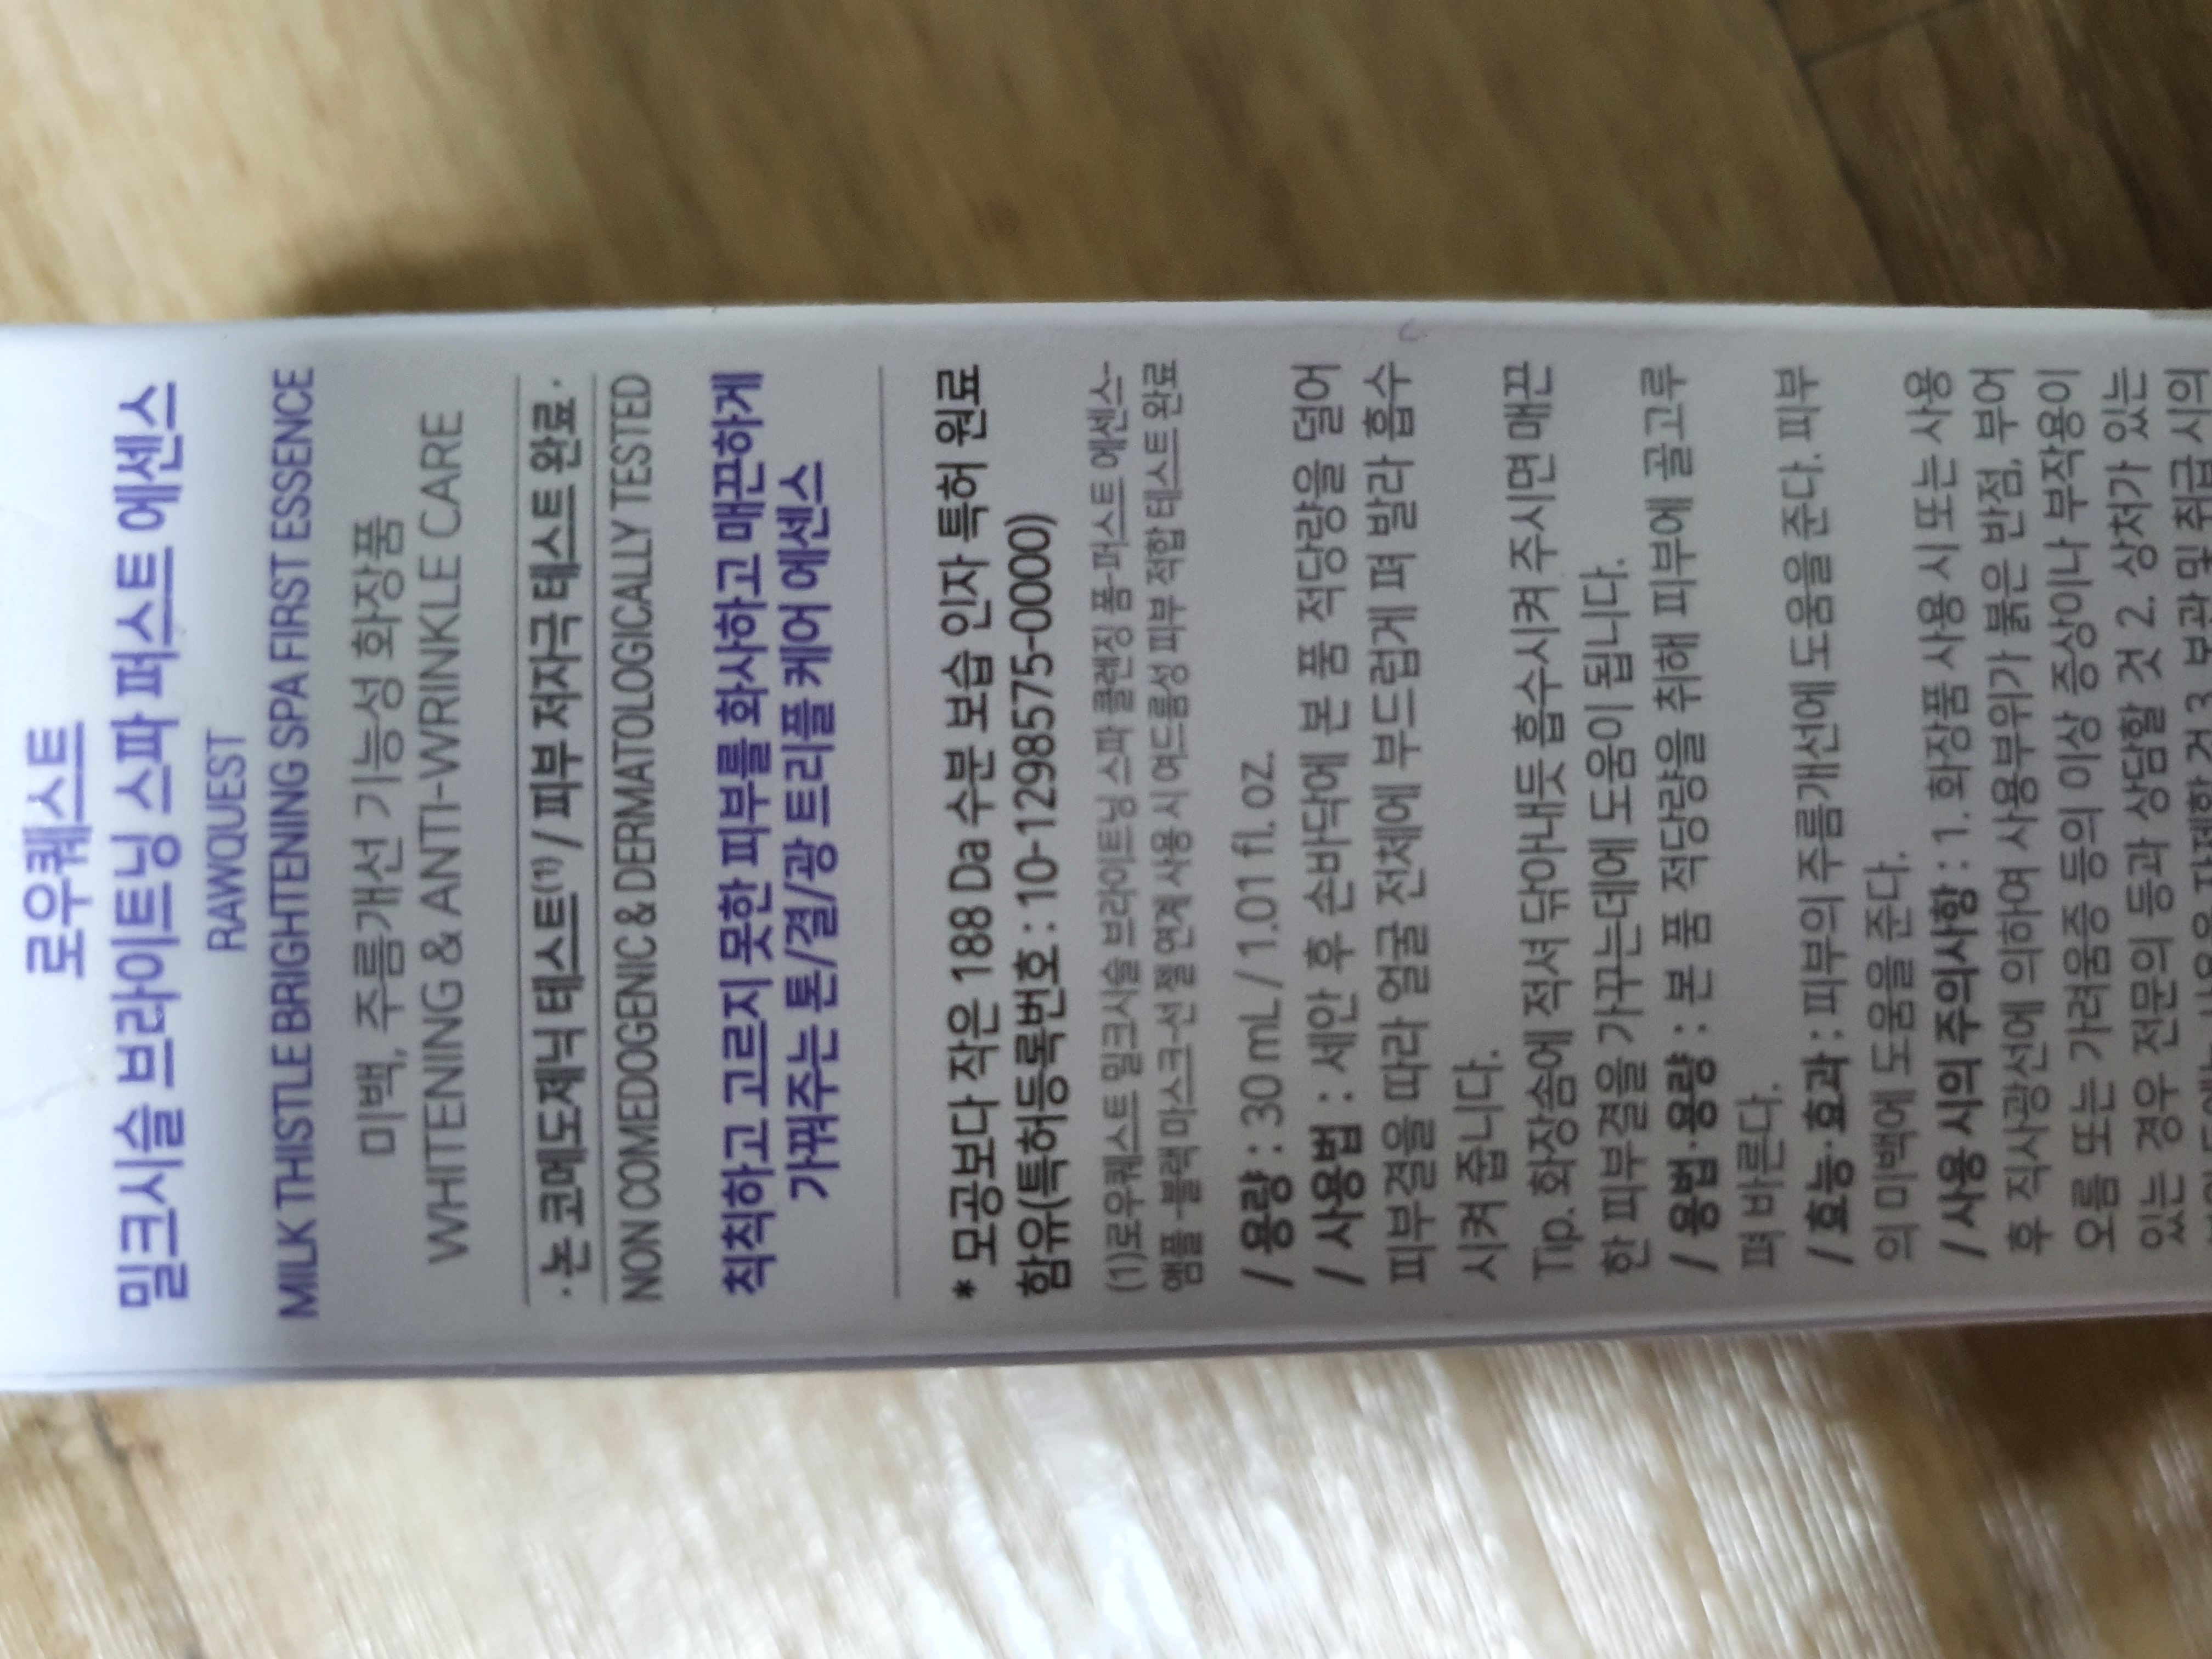 로우퀘스트
밀크시슬 브라이트닝 스파 퍼스트 에센스
RAWQUEST
MILK THISTLE BRIGHTENING SPA FIRST ESSENCE
미백, 주름개선 기능성 화장품
WHITENING & ANTI-WRINKLE CARE
· 논 코메도제닉 테스트(1) / 피부 저자극 테스트 완료 ·
NON COMEDOGENIC & DERMATOLOGICALLY TESTED
칙칙하고 고르지 못한 피부를 화사하고 매끈하게
가꿔주는 톤/결/광 트리플 케어 에센스
* 모공보다 작은 188 Da 수분 보습 인자 특허 원료
함유(특허등록번호 : 10-1298575-0000)
(1)로우퀘스트 밀크시슬 브라이트닝 스파 클렌징 폼-퍼스트 에센스-
앰플-블랙 마스크-선 젤 연계 사용 시 여드름성 피부 적합 테스트 완료
/ 용량 : 30 mL / 1.01 fl. oz.
/ 사용법 : 세안 후 손바닥에 본 품 적당량을 덜어
피부결을 따라 얼굴 전체에 부드럽게 펴 발라 흡수
시켜 줍니다.
Tip. 화장솜에 적셔 닦아내듯 흡수시켜 주시면 매끈
한 피부결을 가꾸는데에 도움이 됩니다.
/ 용법·용량 : 본 품 적당량을 취해 피부에 골고루
펴 바른다.
/ 효능·효과 : 피부의 주름개선에 도움을 준다. 피부
의 미백에 도움을 준다.
/ 사용 시의 주의사항 : 1. 화장품 사용 시 또는 사용
후 직사광선에 의하여 사용부위가 붉은 반점, 부어
오름 또는 가려움증 등의 이상 증상이나 부작용이
있는 경우 전문의 등과 상담할 것 2. 상처가 있는
사용을 자제할 것 3. 보관 및 취급 시의